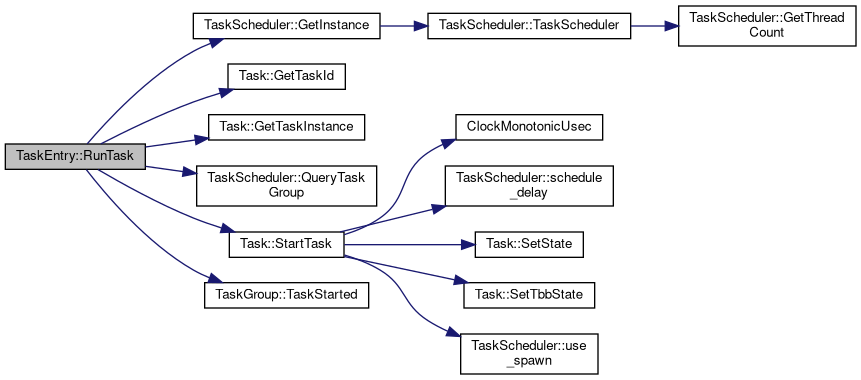 TaskEntry::RunTask
TaskScheduler::GetInstance
TaskScheduler::TaskScheduler
TaskScheduler::GetThread
Count
Task::GetTaskId
Task::GetTaskInstance
TaskScheduler::QueryTask
Group
Task::StartTask
ClockMonotonicUsec
TaskScheduler::schedule
_delay
Task::SetState
Task::SetTbbState
TaskScheduler::use
_spawn
TaskGroup::TaskStarted